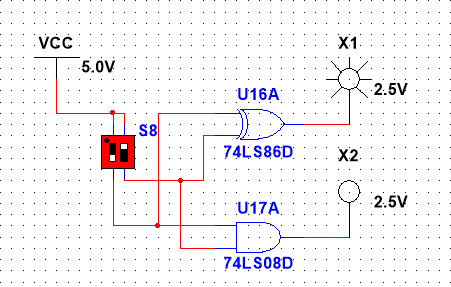 VCC
5.0V
X1
2.5V
U16A
S8
74LS86D
X2
2.5V
U17A
74LS08D